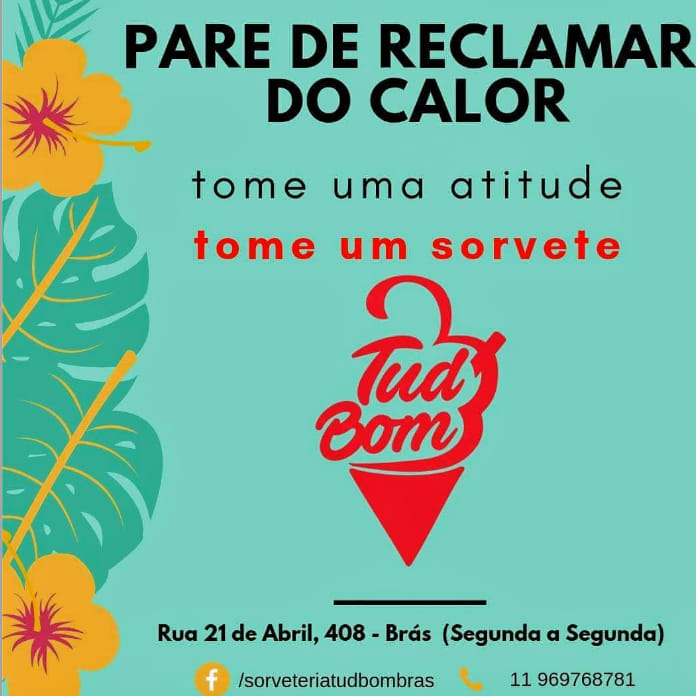 PARE DE RECLAMAR
DO CALOR
tome uma atitude
tome um sorvete
Tud
Bom
Rua 21 de Abril, 408 - Brás (Segunda a Segunda)
/sorveteriatudbombras 11 969768781